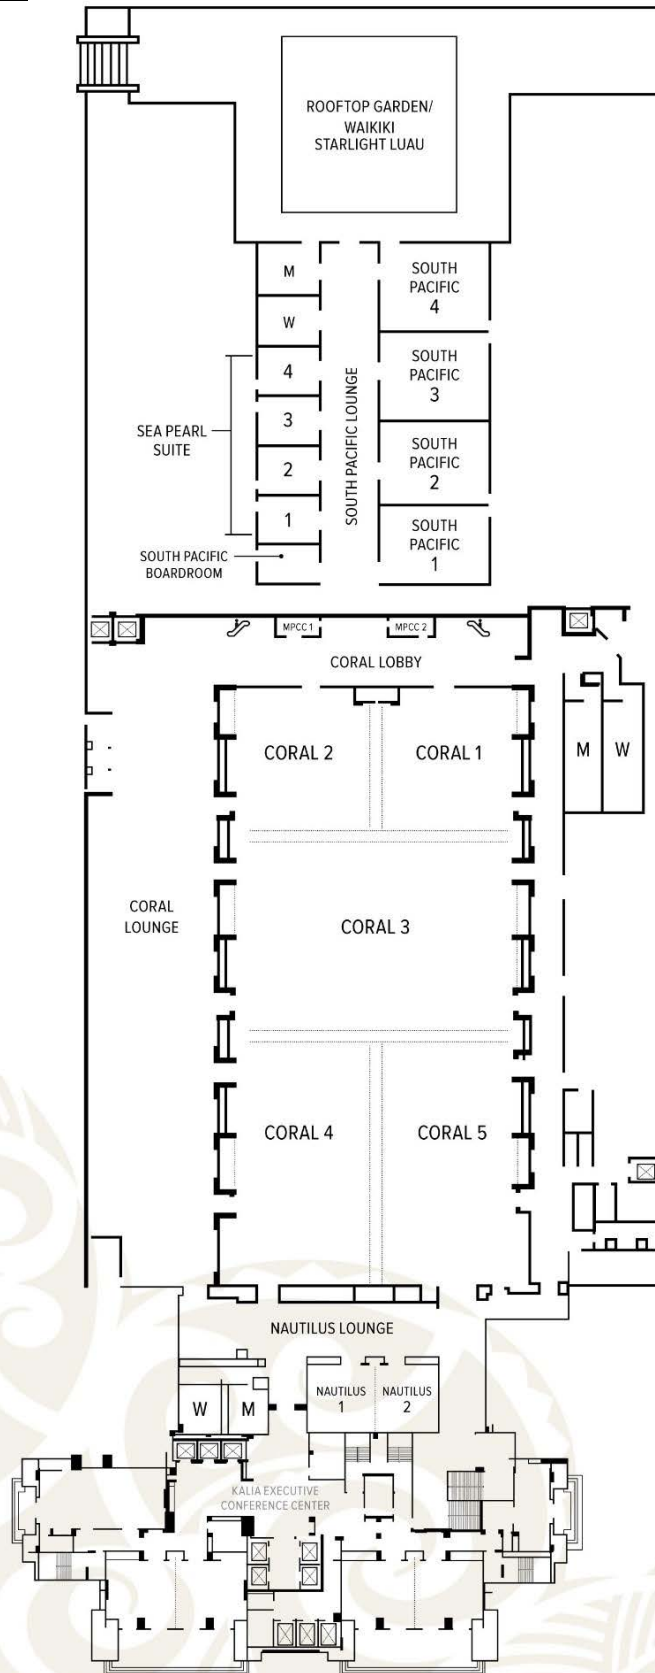 ROOFTOP GARDEN/
WAIKIKI
STARLIGHT LUAU
M
W
4
3
2
1
SEA PEARL
SUITE
SOUTH PACIFIC
BOARDROOM
SOUTH PACIFIC LOUNGE
SOUTH
PACIFIC
4
SOUTH
PACIFIC
3
SOUTH
PACIFIC
2
SOUTH
PACIFIC
1
MPCC 1
MPCC 2
CORAL LOBBY
CORAL 2
CORAL 1
M
W
CORAL
LOUNGE
CORAL 3
CORAL 4
CORAL 5
NAUTILUS LOUNGE
W
M
NAUTILUS
1
NAUTILUS
2
KALIA EXECUTIVE
CONFERENCE CENTER